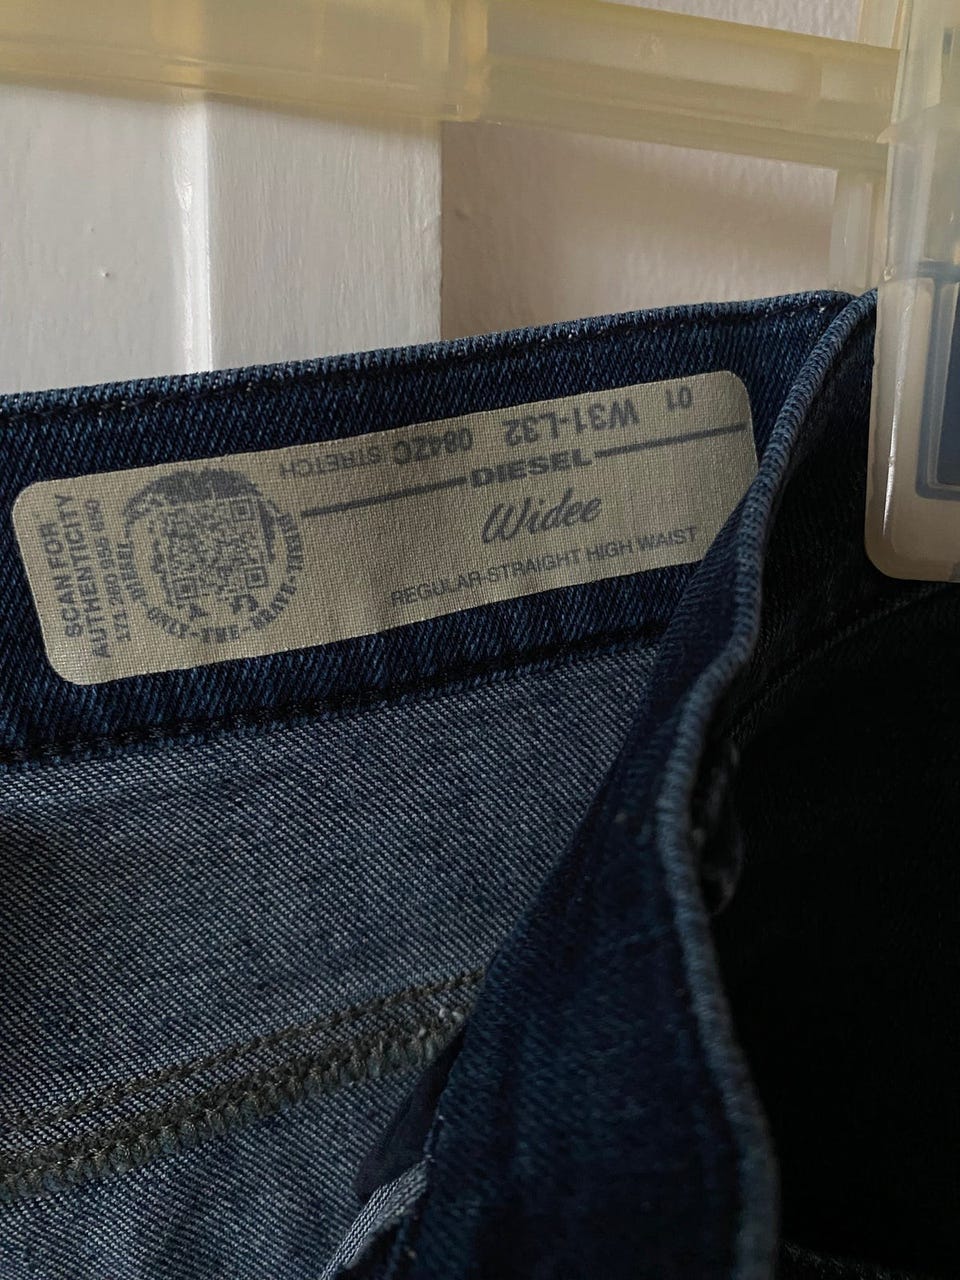 SCAN FOR
AUTHENTICITY
DIESEL
ONLY-THE-BRAVE
0842C STRETCH
W31-L32
01
DIESEL
Widee
REGULAR-STRAIGHT HIGH WAIST